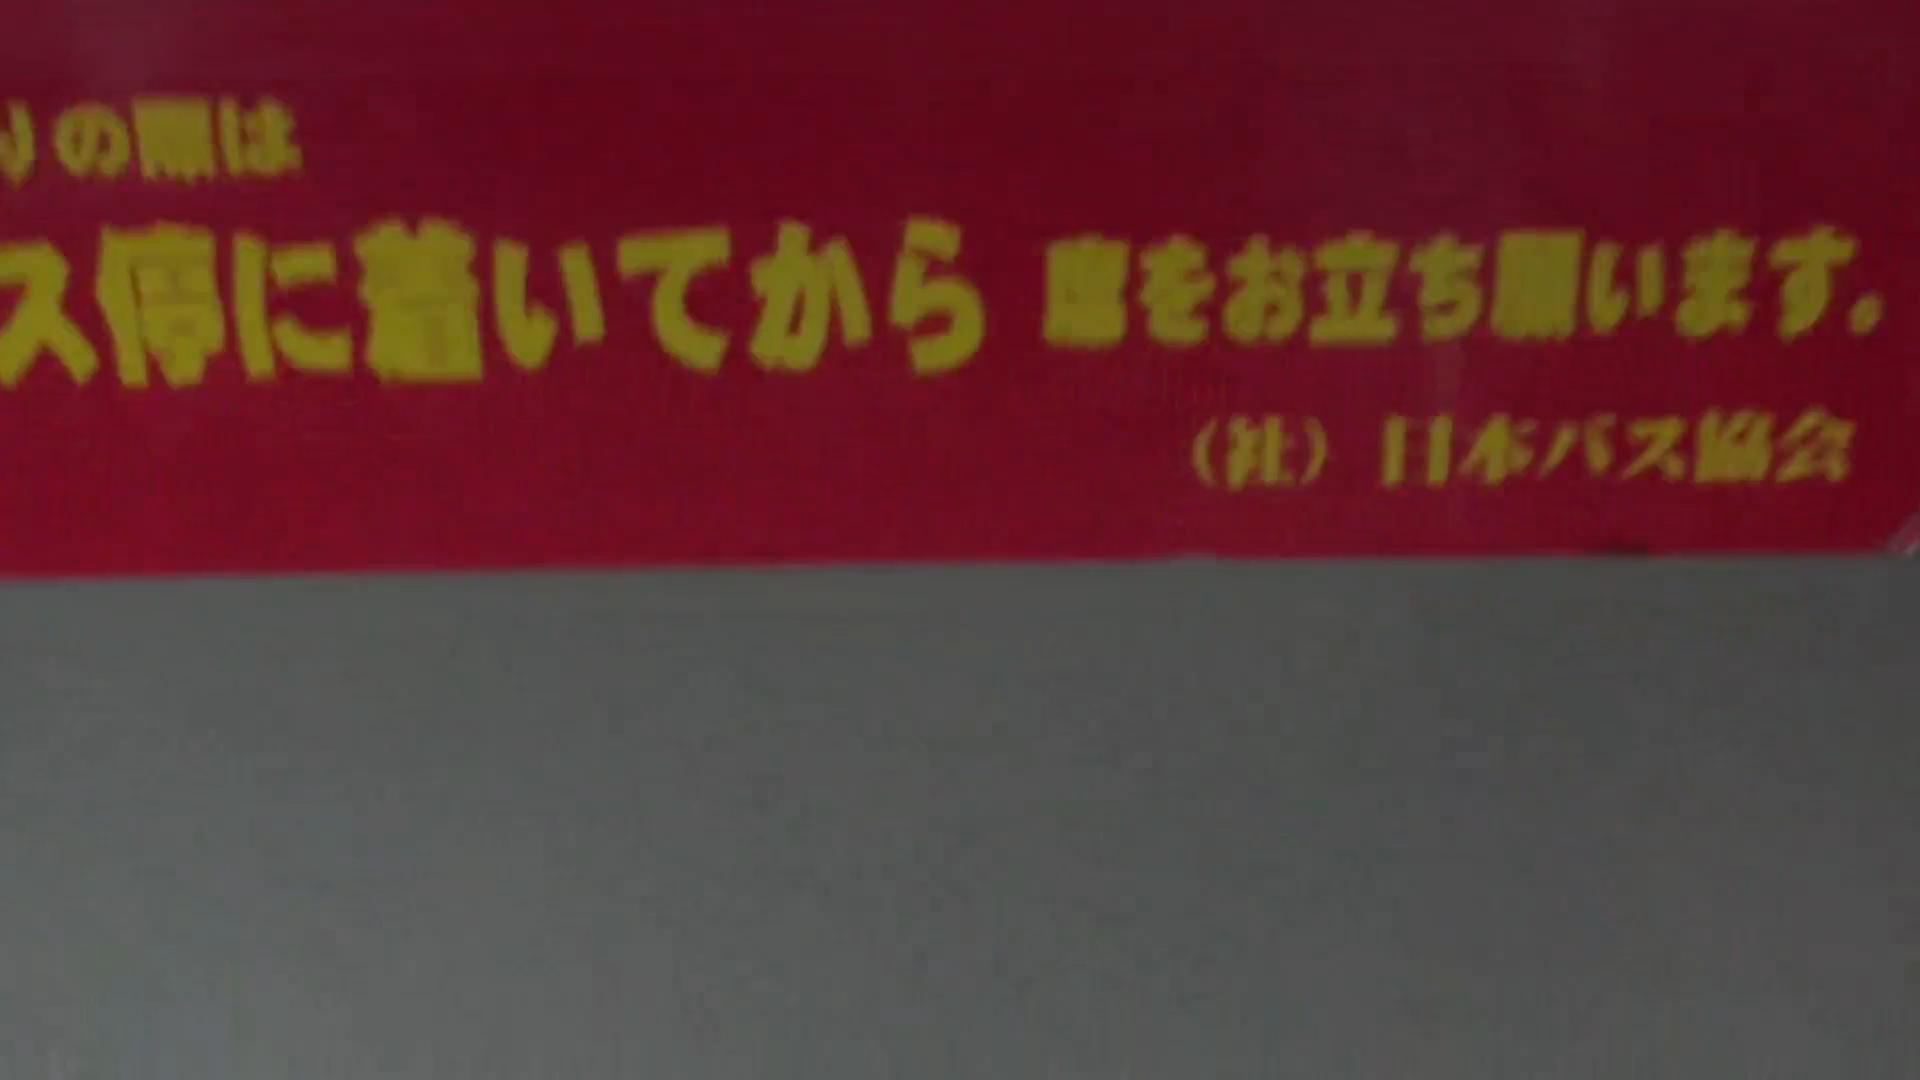 りの際は
ス停に着いてから 席をお立ち願います。
（社）日本バス協会